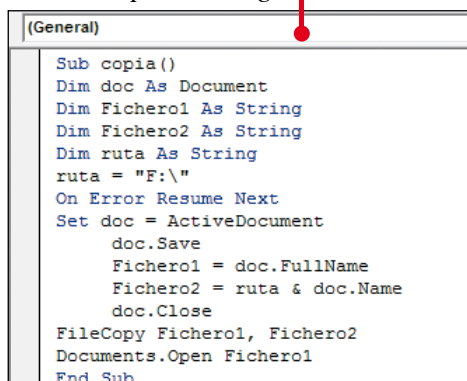 (General)
Sub copia()
Dim doc As Document
Dim Fichero1 As String
Dim Fichero2 As String
Dim ruta As String
ruta = "F:\"
On Error Resume Next
Set doc = ActiveDocument
doc.Save
Fichero1 = doc.FullName
Fichero2 = ruta & doc.Name
doc.Close
FileCopy Fichero1, Fichero2
Documents.Open Fichero1
End Sub